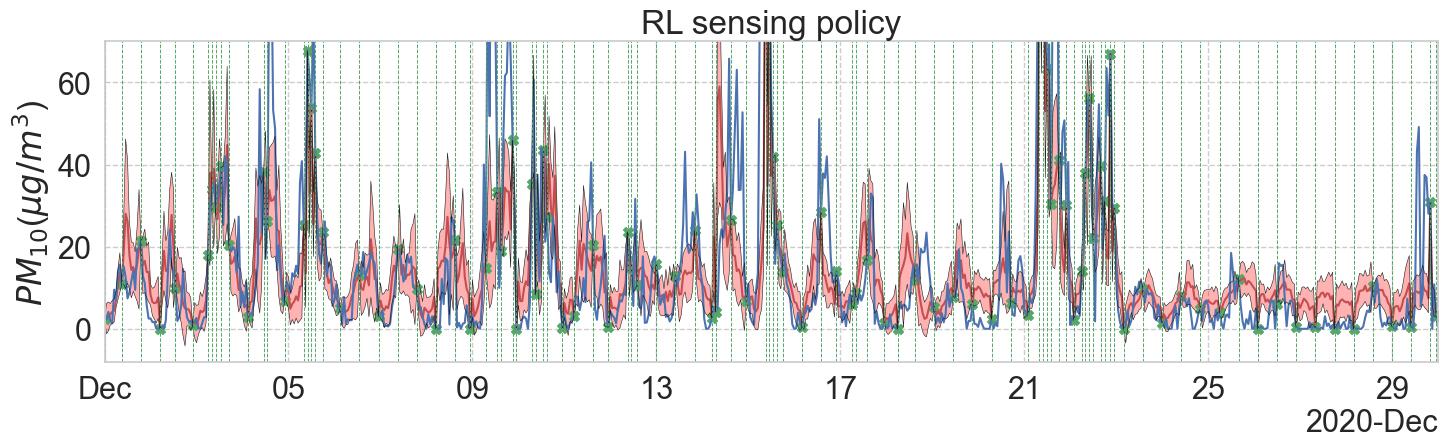 RL sensing policy
PM₁₀(μg/m³)
60
40
20
0
Dec 05 09 13 17 21 25 29
2020-Dec